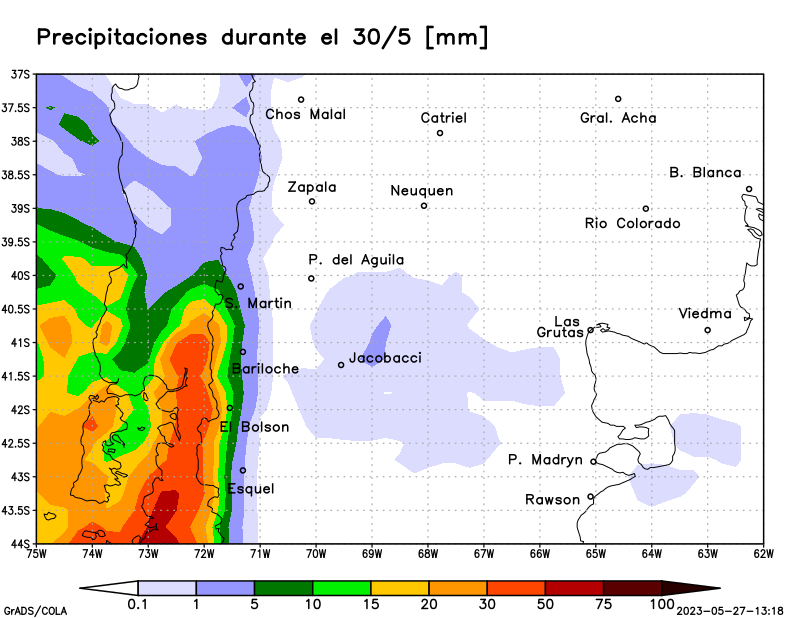 Precipitaciones durante el 30/5 [mm]
37S
Chos Malal
Gral. Acha
37.5S
Catriel
38S
B. Blanca
38.5S
Zapala
Neuquen
39S
Rio Colorado
39.5S
P. del Aguila
40S
S. Martin
40.5S
Las
Grutas
Viedma
41S
Bariloche
Jacobacci
41.5S
42S
El Bolson
42.5S
P. Madryn
43S
Esquel
Rawson
43.5S
44S
75W 74W 73W 72W 71W 70W 69W 68W 67W 66W 65W 64W 63W 62W
0.1 1 5 10 15 20 30 50 75 100
GrADS/COLA
2023-05-27-13:18